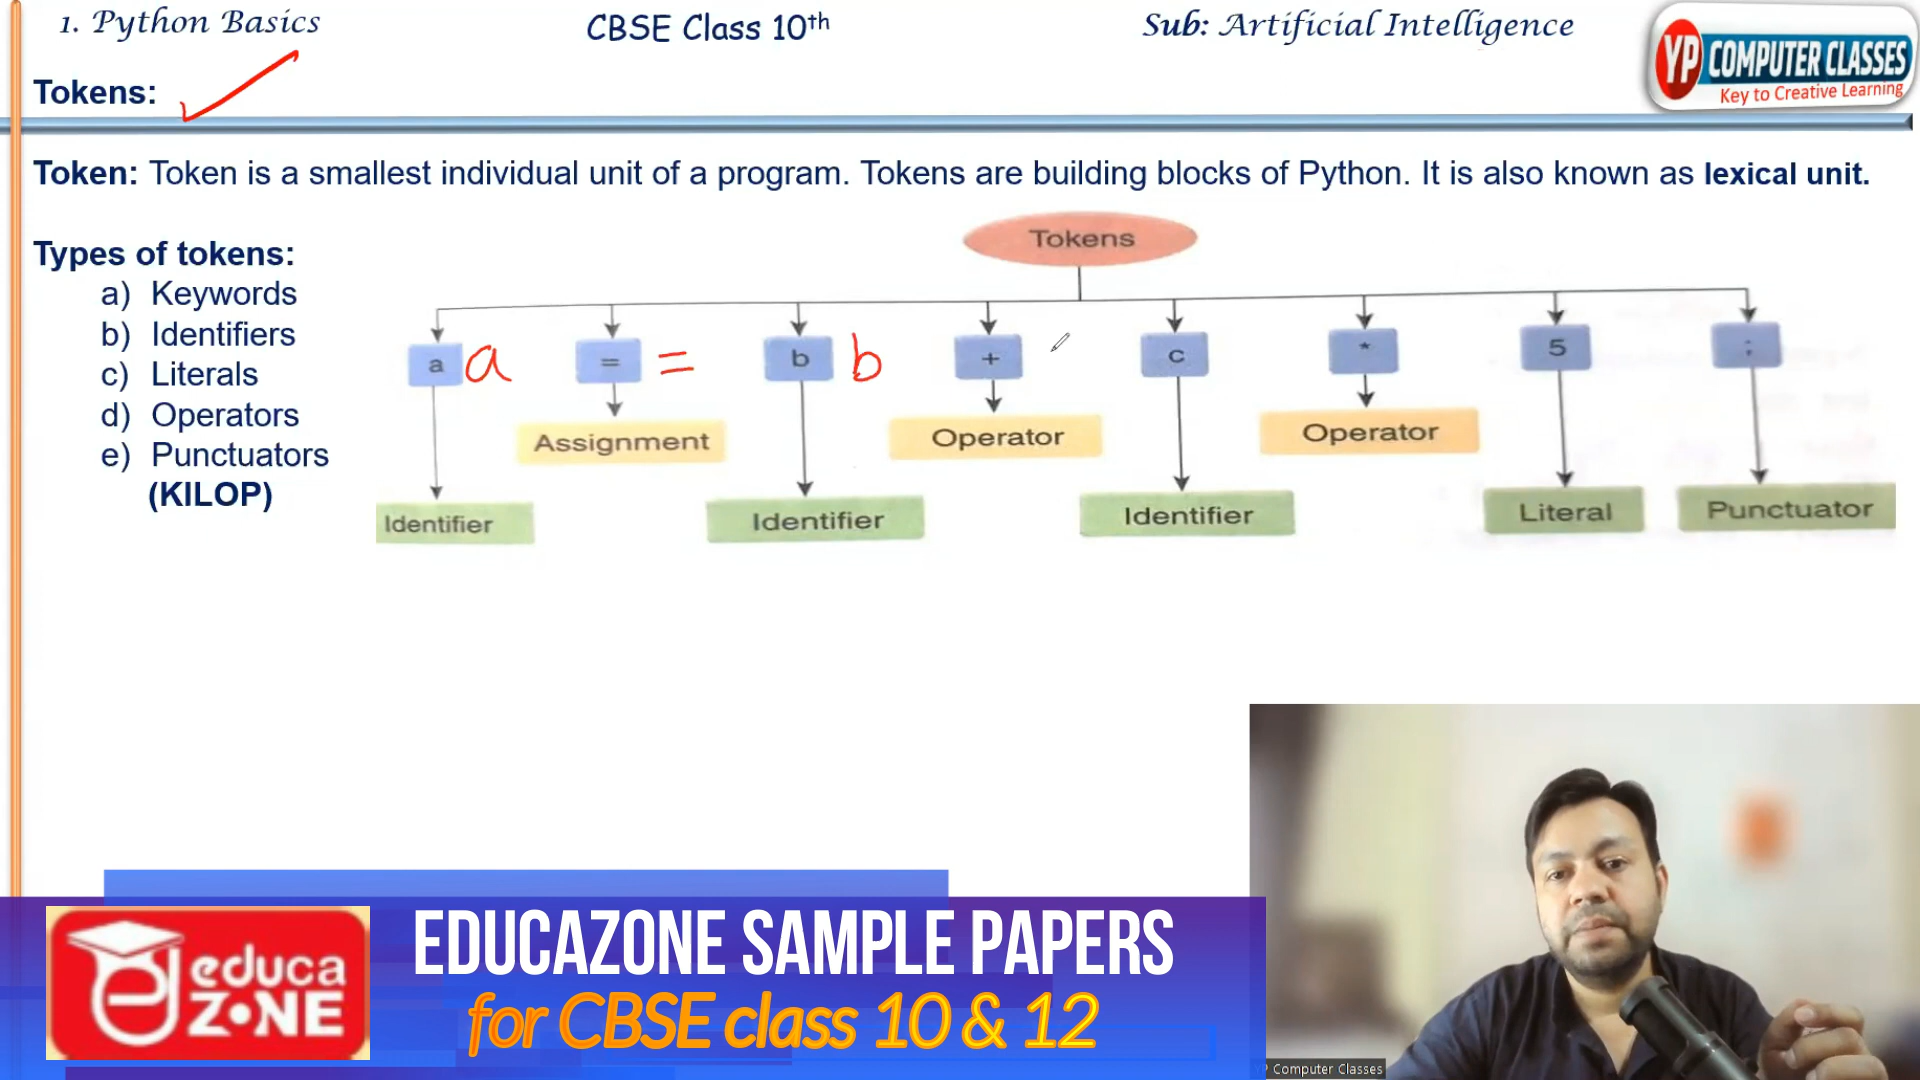 1. Python Basics
CBSE Class 10th
Sub: Artificial Intelligence
YP COMPUTER CLASSES
Key to Creative Learning
Tokens:
Token: Token is a smallest individual unit of a program. Tokens are building blocks of Python. It is also known as lexical unit.
Types of tokens:
a) Keywords
b) Identifiers
c) Literals
d) Operators
e) Punctuators
(KILOP)
Tokens
a a = = b b + c * 5 ;
Assignment Operator Operator
Identifier Identifier Identifier Literal Punctuator
educa
ZONE
EDUCAZONE SAMPLE PAPERS
for CBSE class 10 & 12
YP Computer Classes